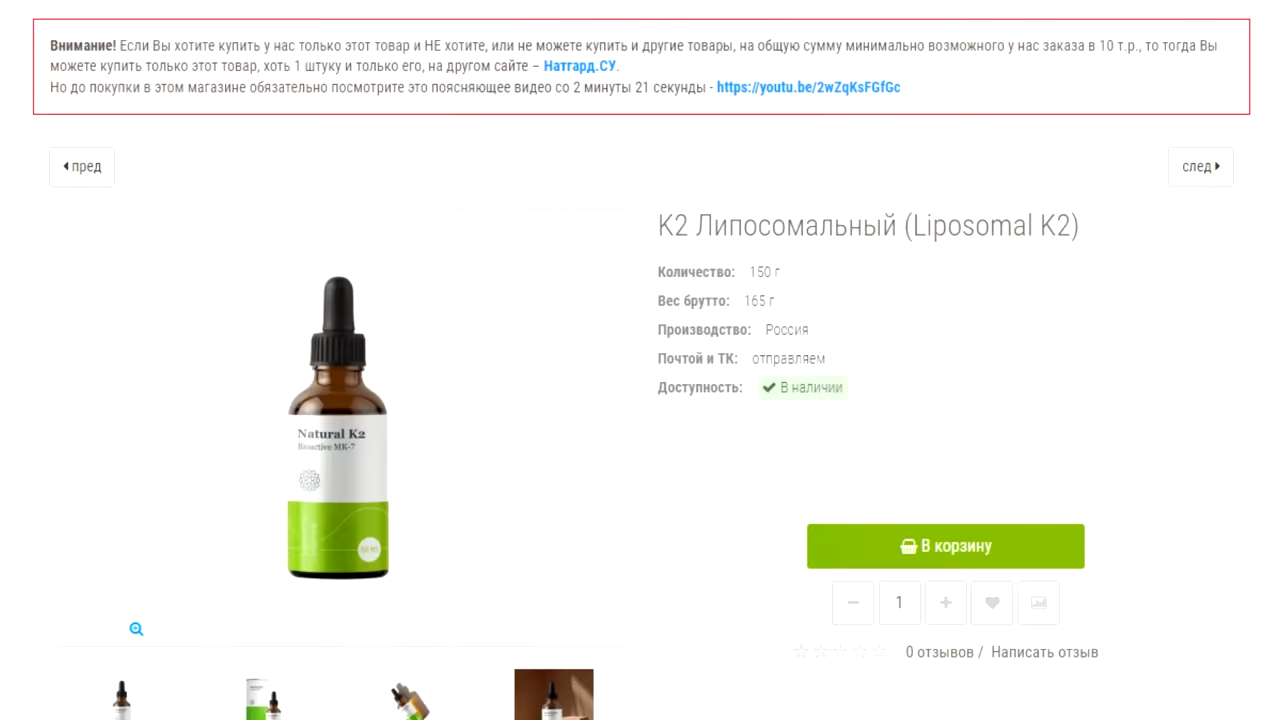 Внимание! Если Вы хотите купить у нас только этот товар и НЕ хотите, или не можете купить и другие товары, на общую сумму минимально возможного у нас заказа в 10 т.р., то тогда Вы
можете купить только этот товар, хоть 1 штуку и только его, на другом сайте – Натгард.СУ.
Но до покупки в этом магазине обязательно посмотрите это поясняющее видео со 2 минуты 21 секунды - https://youtu.be/2wZqKsFGfGc
пред
след
K2 Липосомальный (Liposomal K2)
Количество: 150 г
Вес брутто: 165 г
Производство: Россия
Почтой и ТК: отправляем
Доступность: В наличии
Natural K2
Bioactive MK-7
В корзину
1
0 отзывов / Написать отзыв